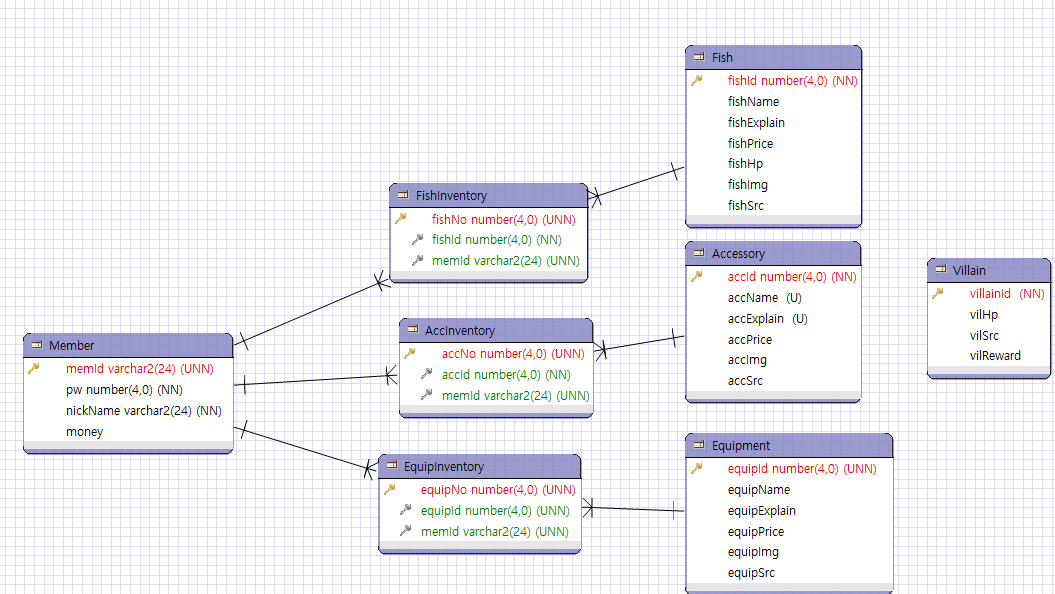 Fish
fishId number(4,0) (NN)
fishName
fishExplain
fishPrice
fishHp
fishImg
fishSrc
FishInventory
fishNo number(4,0) (UNN)
fishId number(4,0) (NN)
memId varchar2(24) (UNN)
Accessory
accId number(4,0) (NN)
accName (U)
accExplain (U)
accPrice
accImg
accSrc
Villain
villainId (NN)
vilHp
vilSrc
vilReward
Member
memId varchar2(24) (UNN)
pw number(4,0) (NN)
nickName varchar2(24) (NN)
money
AccInventory
accNo number(4,0) (UNN)
accId number(4,0) (NN)
memId varchar2(24) (UNN)
EquipInventory
equipNo number(4,0) (UNN)
equipId number(4,0) (UNN)
memId varchar2(24) (UNN)
Equipment
equipId number(4,0) (UNN)
equipName
equipExplain
equipPrice
equipImg
equipSrc